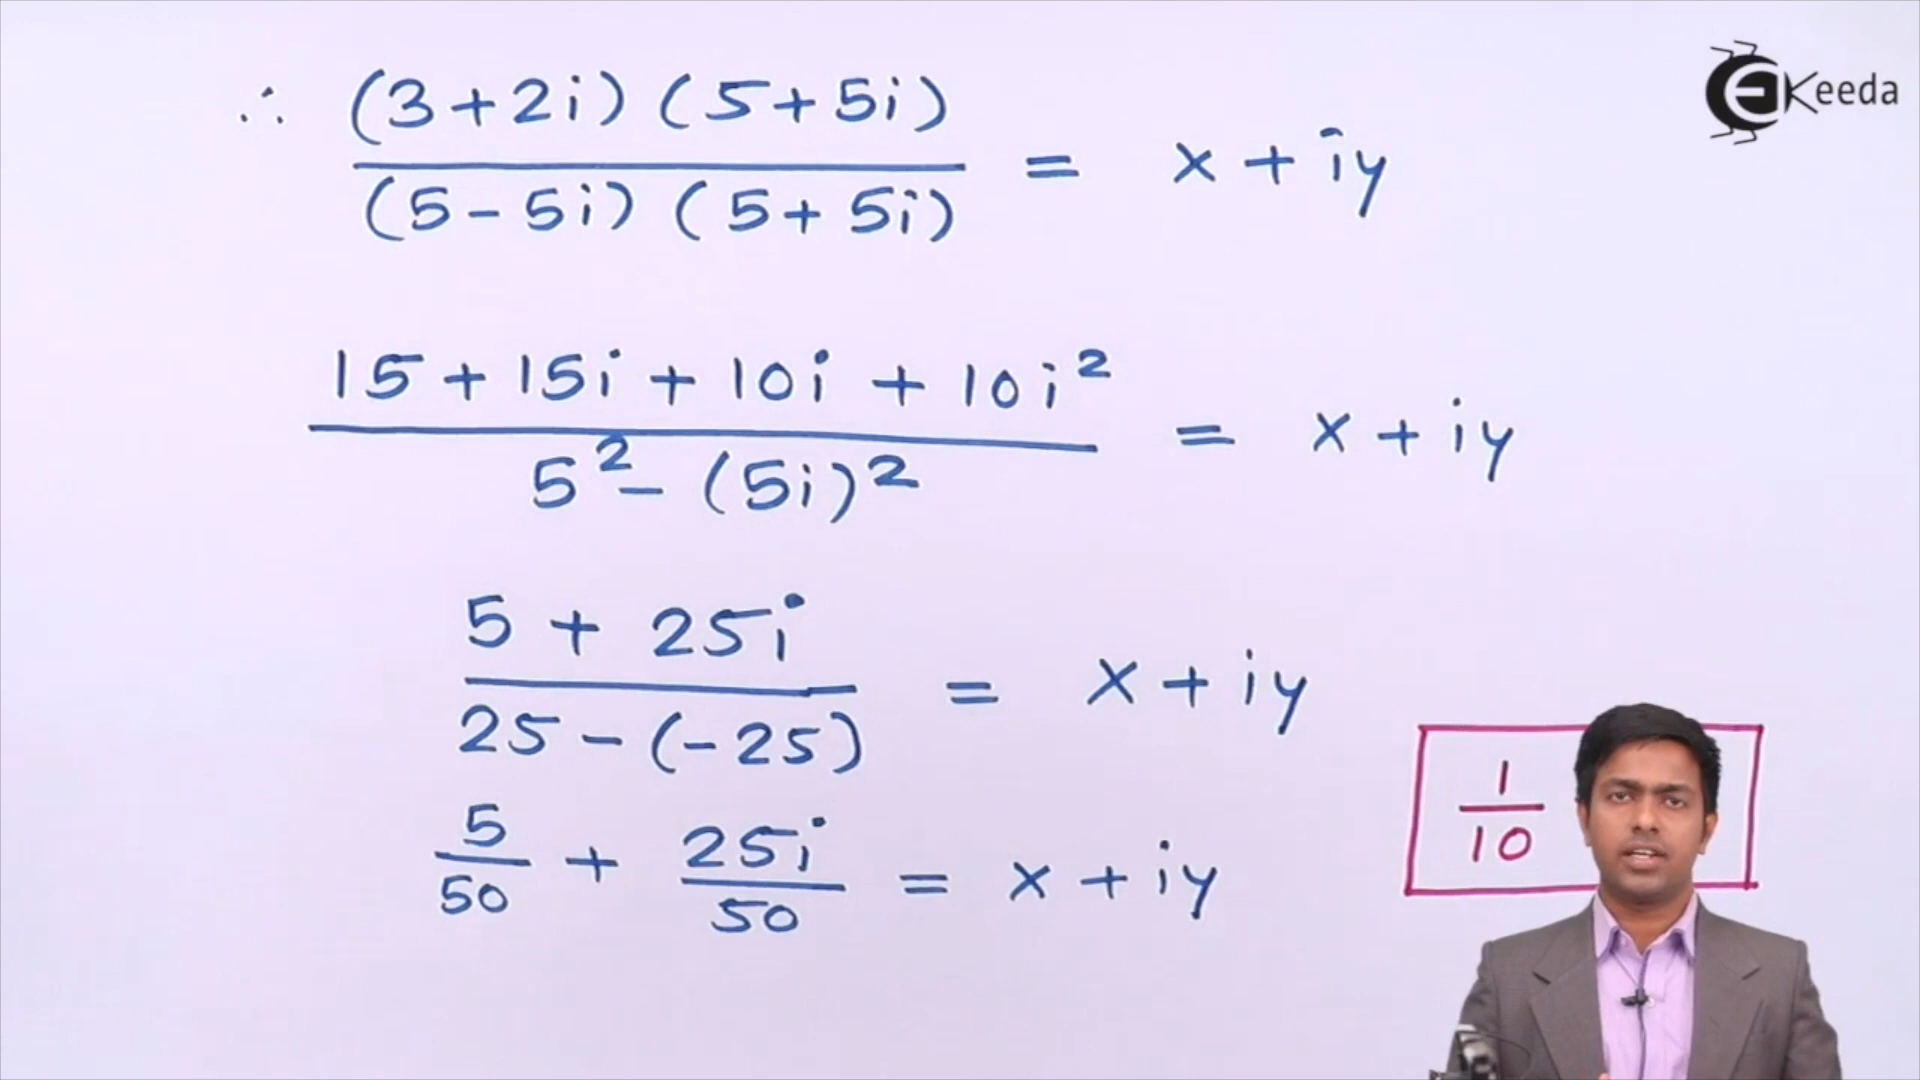 ∴ (3+2i) (5+5i) / (5-5i) (5+5i) = x+iy
15+15i+10i+10i² / 5²-(5i)² = x+iy
5+25i / 25-(-25) = x+iy
5/50 + 25i/50 = x+iy
1/10
EKeeda